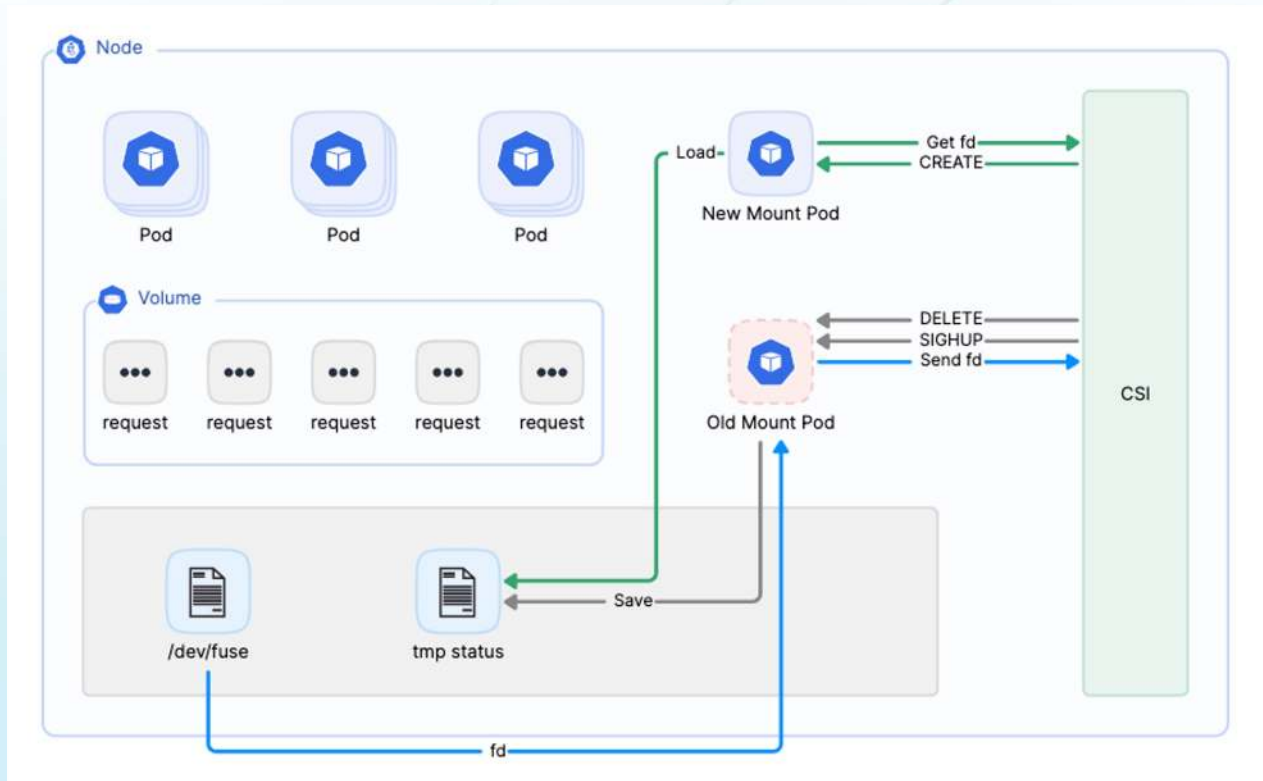 Node
Pod
Pod
Pod
Load
New Mount Pod
Get fd
CREATE
Volume
request
request
request
request
request
Old Mount Pod
DELETE
SIGHUP
Send fd
CSI
/dev/fuse
tmp status
Save
fd